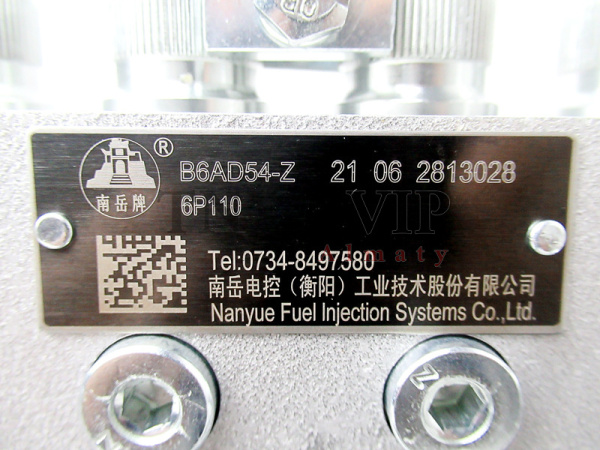 ®
B6AD54-Z 21 06 2813028
6P110
南岳牌
VIP
Almaty
Tel:0734-8497580
南岳电控（衡阳）工业技术股份有限公司
Nanyue Fuel Injection Systems Co.,Ltd.
Z